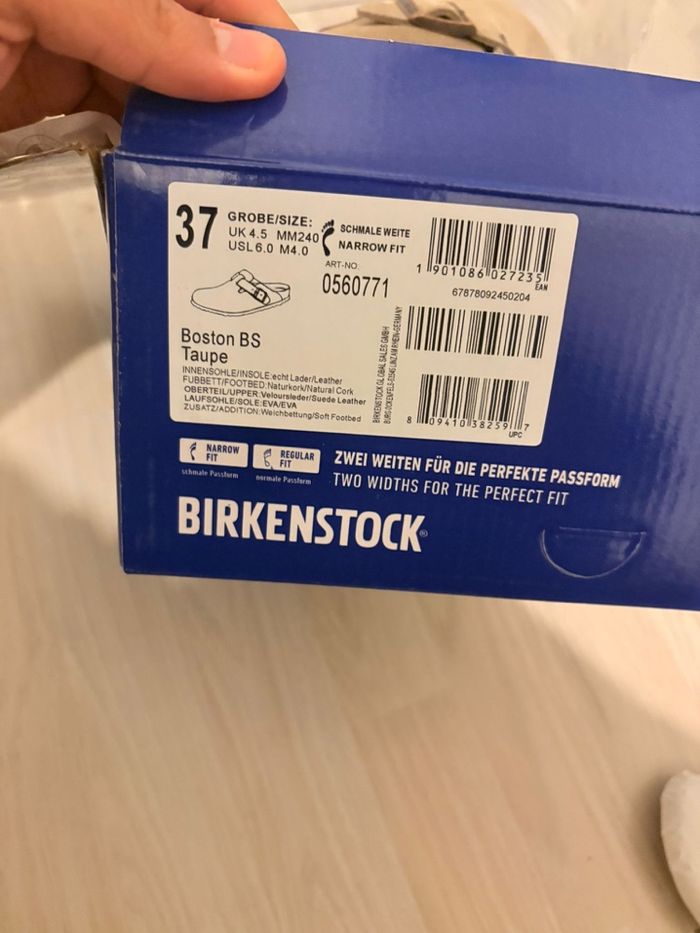 37
GROBE/SIZE:
UK 4.5 MM240
USL 6.0 M4.0
SCHMALE WEITE
NARROW FIT
ART-NO:
0560771
1 901086 027235
EAN
67878092450204
Boston BS
Taupe
INNENSOHLE/INSOLE:echt Lader/Leather
FUBBETT/FOOTBED:Naturkork/Natural Cork
OBERTEIL/UPPER:Veloursleder/Suede Leather
LAUFSOHLE/SOLE:EVA/EVA
ZUSATZ/ADDITION:Weichbettung/Soft Footbed
BIRKENSTOCK GLOBAL SALES GMBH
8 09410 38259 7
UPC
NARROW
FIT
schmale Passform
REGULAR
FIT
normale Passform
ZWEI WEITEN FÜR DIE PERFEKTE PASSFORM
TWO WIDTHS FOR THE PERFECT FIT
BIRKENSTOCK®